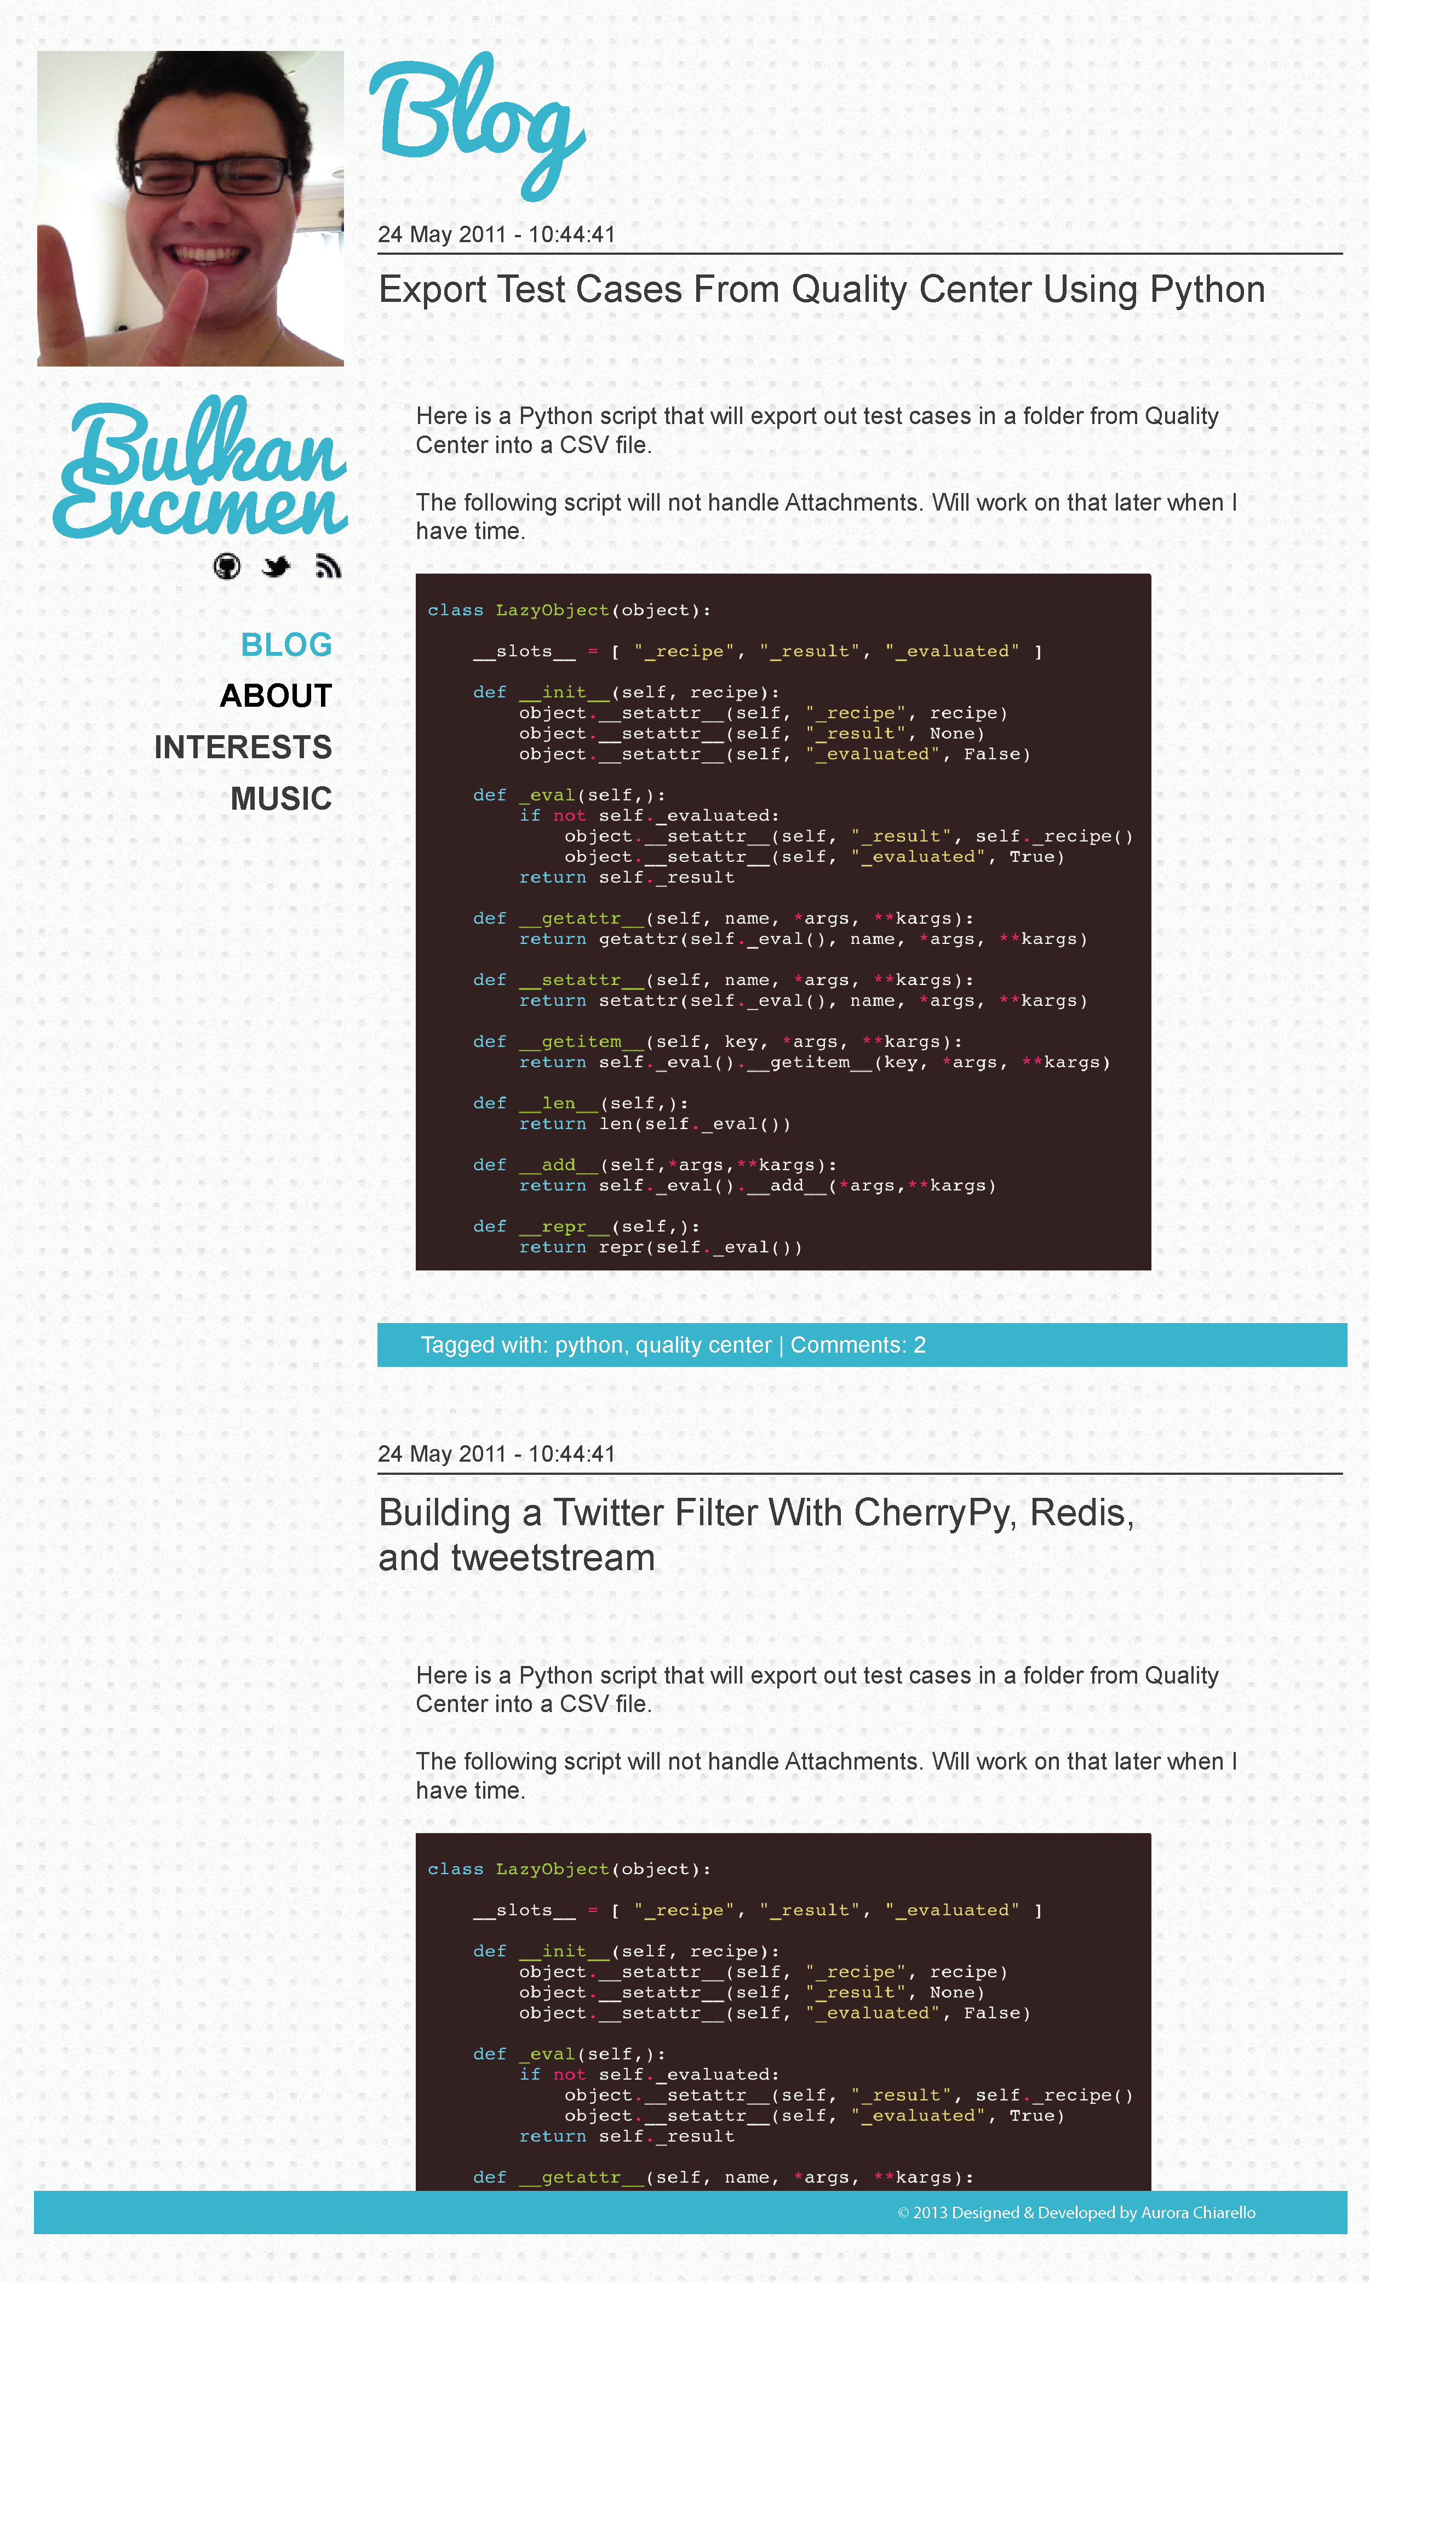 Blog
24 May 2011 - 10:44:41
Export Test Cases From Quality Center Using Python
Bulkan
Evcimen
BLOG
ABOUT
INTERESTS
MUSIC
Here is a Python script that will export out test cases in a folder from Quality
Center into a CSV file.
The following script will not handle Attachments. Will work on that later when I
have time.
class LazyObject(object):
    __slots__ = [ "_recipe", "_result", "_evaluated" ]
    def __init__(self, recipe):
        object.__setattr__(self, "_recipe", recipe)
        object.__setattr__(self, "_result", None)
        object.__setattr__(self, "_evaluated", False)
    def _eval(self,):
        if not self._evaluated:
            object.__setattr__(self, "_result", self._recipe()
            object.__setattr__(self, "_evaluated", True)
        return self._result
    def __getattr__(self, name, *args, **kargs):
        return getattr(self._eval(), name, *args, **kargs)
    def __setattr__(self, name, *args, **kargs):
        return setattr(self._eval(), name, *args, **kargs)
    def __getitem__(self, key, *args, **kargs):
        return self._eval().__getitem__(key, *args, **kargs)
    def __len__(self,):
        return len(self._eval())
    def __add__(self,*args,**kargs):
        return self._eval().__add__(*args,**kargs)
    def __repr__(self,):
        return repr(self._eval())
Tagged with: python, quality center | Comments: 2
24 May 2011 - 10:44:41
Building a Twitter Filter With CherryPy, Redis,
and tweetstream
Here is a Python script that will export out test cases in a folder from Quality
Center into a CSV file.
The following script will not handle Attachments. Will work on that later when I
have time.
class LazyObject(object):
    __slots__ = [ "_recipe", "_result", "_evaluated" ]
    def __init__(self, recipe):
        object.__setattr__(self, "_recipe", recipe)
        object.__setattr__(self, "_result", None)
        object.__setattr__(self, "_evaluated", False)
    def _eval(self,):
        if not self._evaluated:
            object.__setattr__(self, "_result", self._recipe()
            object.__setattr__(self, "_evaluated", True)
        return self._result
    def __getattr__(self, name, *args, **kargs):
© 2013 Designed & Developed by Aurora Chiarello